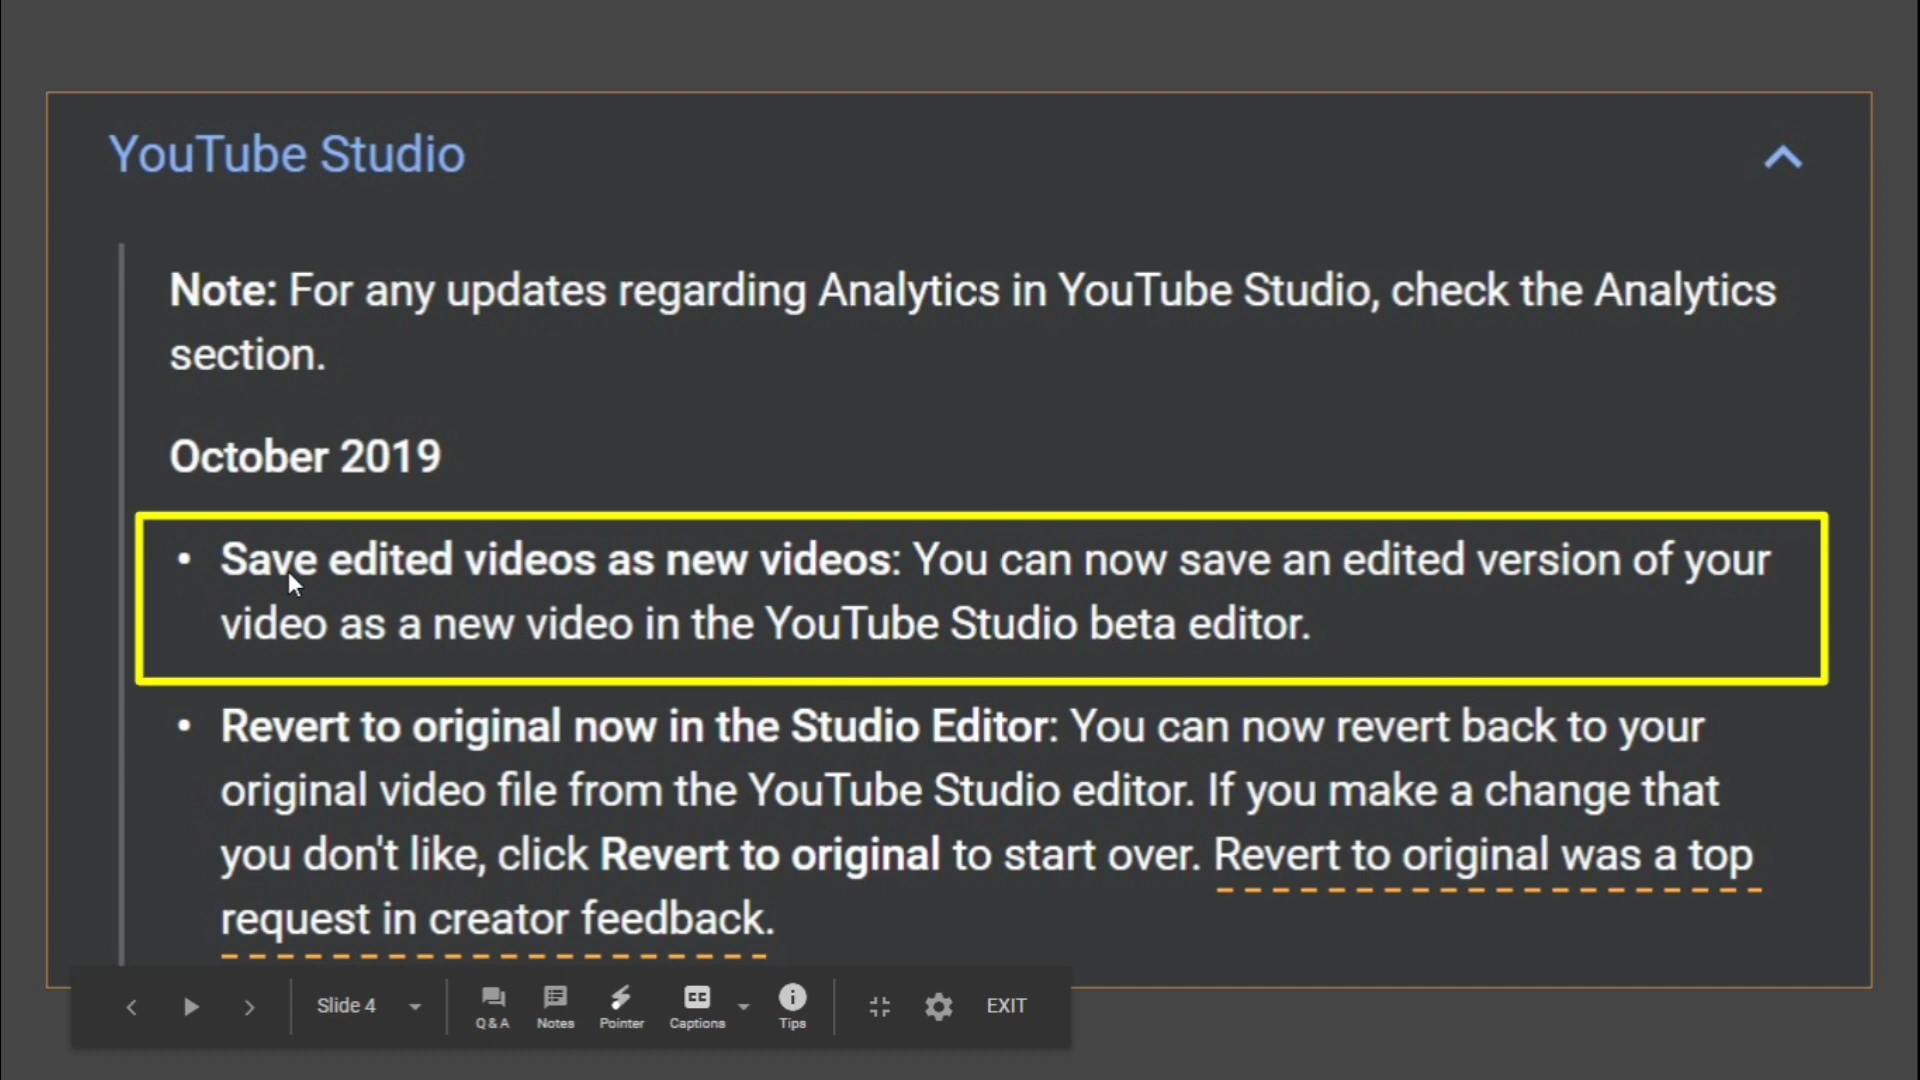 YouTube Studio
Note: For any updates regarding Analytics in YouTube Studio, check the Analytics
section.
October 2019
• Save edited videos as new videos: You can now save an edited version of your
video as a new video in the YouTube Studio beta editor.
• Revert to original now in the Studio Editor: You can now revert back to your
original video file from the YouTube Studio editor. If you make a change that
you don't like, click Revert to original to start over. Revert to original was a top
request in creator feedback.
Slide 4
Q&A
Notes
Pointer
CC
Captions
Tips
EXIT